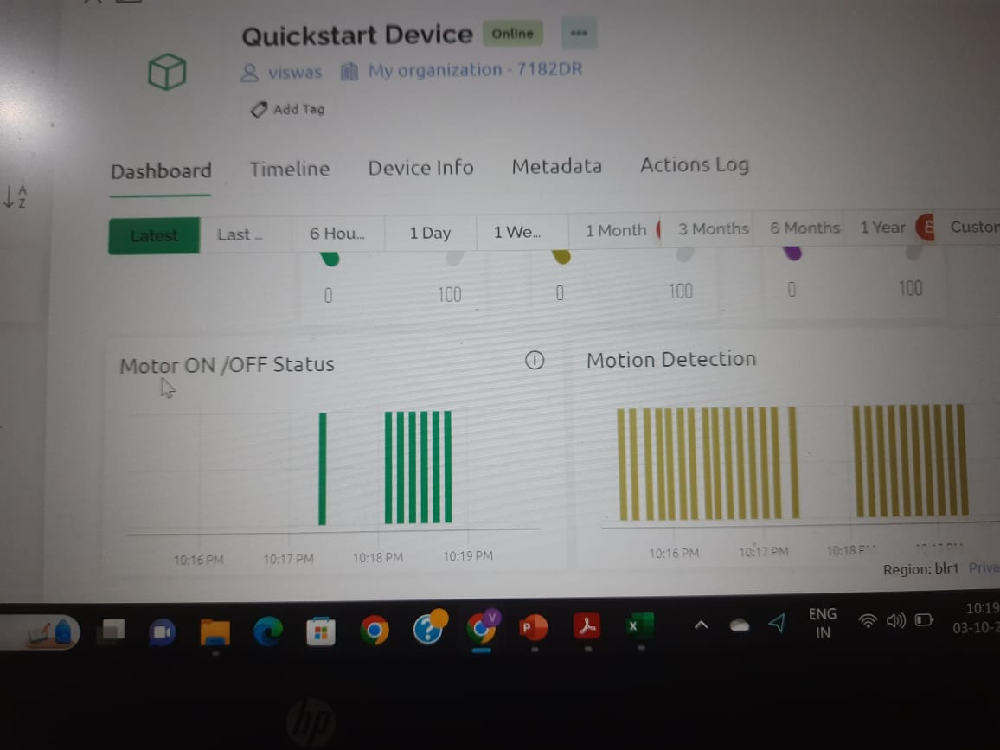 Quickstart Device Online
viswas My organization - 7182DR
Add Tag
Dashboard Timeline Device Info Metadata Actions Log
A
Z
Latest Last ... 6 Hou... 1 Day 1 We... 1 Month 3 Months 6 Months 1 Year Custor
0 100 0 100 0 100
Motor ON /OFF Status Motion Detection
10:16 PM 10:17 PM 10:18 PM 10:19 PM 10:16 PM 10:17 PM 10:18 P
Region: blr1 Priva
ENG
IN
10:19
03-10-2
V
P
X
hp